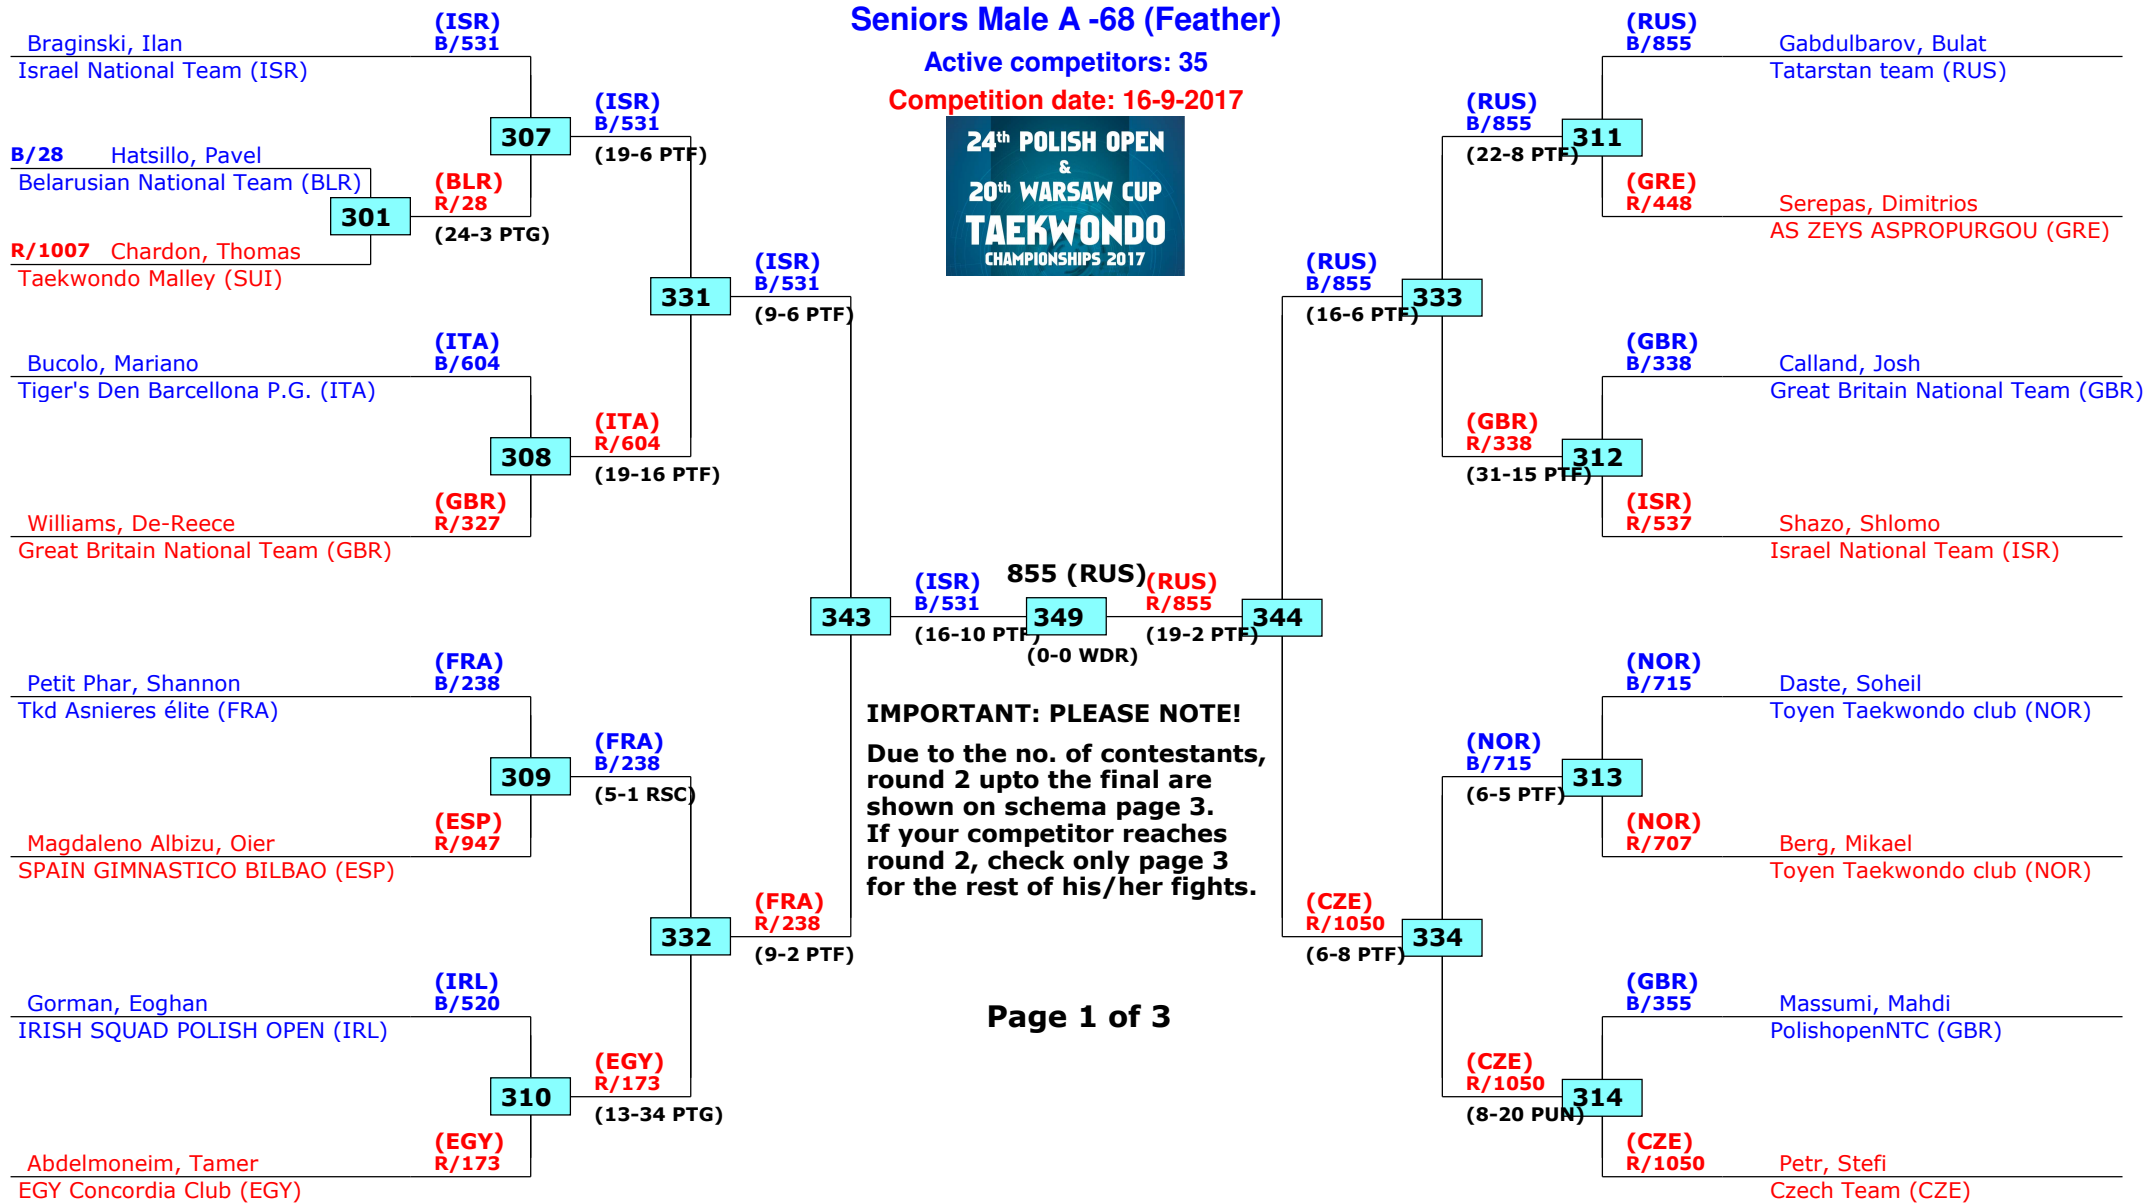 Seniors Male A -68 (Feather)
Active competitors: 35
Competition date: 16-9-2017
24th POLISH OPEN
&
20th WARSAW CUP
TAEKWONDO
CHAMPIONSHIPS 2017
Braginski, Ilan
(ISR)
B/531
Israel National Team (ISR)
307
(ISR)
B/531
(19-6 PTF)
B/28 Hatsillo, Pavel
Belarusian National Team (BLR)
301
(BLR)
R/28
(24-3 PTG)
R/1007 Chardon, Thomas
Taekwondo Malley (SUI)
331
(ISR)
B/531
(9-6 PTF)
Bucolo, Mariano
(ITA)
B/604
Tiger's Den Barcellona P.G. (ITA)
308
(ITA)
R/604
(19-16 PTF)
Williams, De-Reece
(GBR)
R/327
Great Britain National Team (GBR)
343
(ISR)
B/531
(16-10 PTF)
855 (RUS)
349
(0-0 WDR)
(RUS)
R/855
(19-2 PTF)
344
Petit Phar, Shannon
(FRA)
B/238
Tkd Asnieres élite (FRA)
309
(FRA)
B/238
(5-1 RSC)
Magdaleno Albizu, Oier
(ESP)
R/947
SPAIN GIMNASTICO BILBAO (ESP)
332
(FRA)
R/238
(9-2 PTF)
Gorman, Eoghan
(IRL)
B/520
IRISH SQUAD POLISH OPEN (IRL)
310
(EGY)
R/173
(13-34 PTG)
Abdelmoneim, Tamer
(EGY)
R/173
EGY Concordia Club (EGY)
IMPORTANT: PLEASE NOTE!
Due to the no. of contestants,
round 2 upto the final are
shown on schema page 3.
If your competitor reaches
round 2, check only page 3
for the rest of his/her fights.
Page 1 of 3
(RUS)
B/855
Gabdulbarov, Bulat
Tatarstan team (RUS)
(RUS)
B/855
(22-8 PTF)
311
(GRE)
R/448
Serepas, Dimitrios
AS ZEYS ASPROPURGOU (GRE)
(RUS)
B/855
(16-6 PTF)
333
(GBR)
B/338
Calland, Josh
Great Britain National Team (GBR)
(GBR)
R/338
(31-15 PTF)
312
(ISR)
R/537
Shazo, Shlomo
Israel National Team (ISR)
(NOR)
B/715
Daste, Soheil
Toyen Taekwondo club (NOR)
(NOR)
B/715
(6-5 PTF)
313
(NOR)
R/707
Berg, Mikael
Toyen Taekwondo club (NOR)
(CZE)
R/1050
(6-8 PTF)
334
(GBR)
B/355
Massumi, Mahdi
PolishopenNTC (GBR)
(CZE)
R/1050
(8-20 PUN)
314
(CZE)
R/1050
Petr, Stefi
Czech Team (CZE)